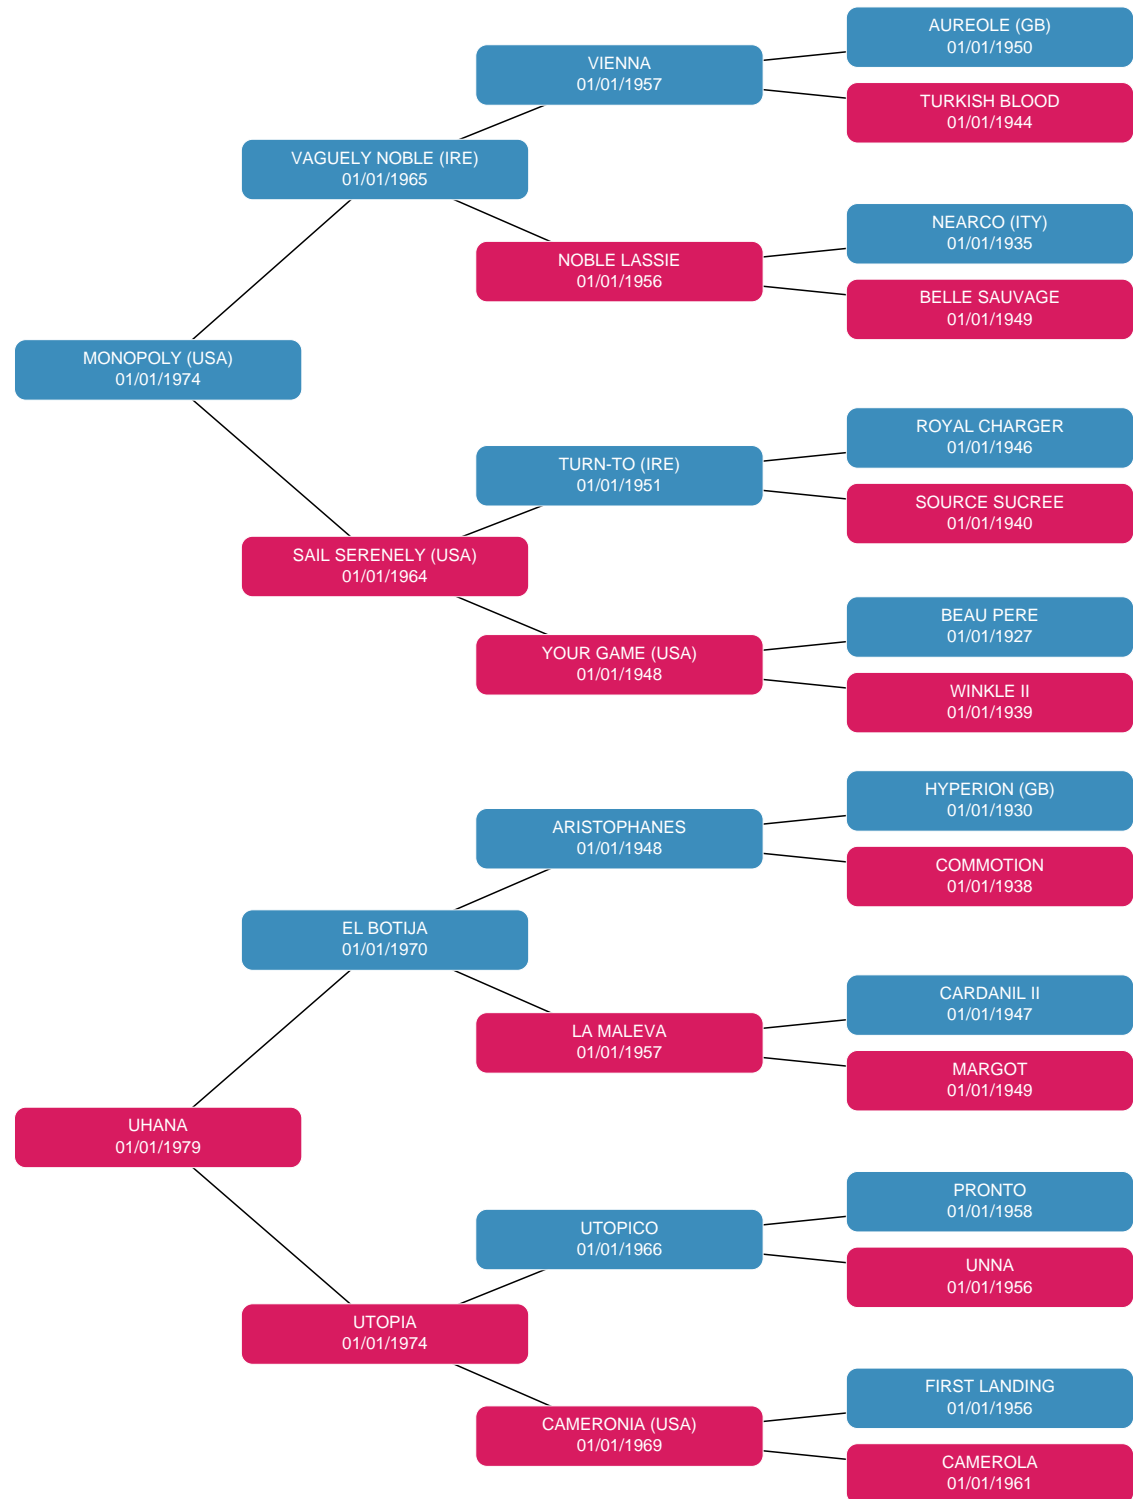 AUREOLE (GB)
01/01/1950
VIENNA
01/01/1957
TURKISH BLOOD
01/01/1944
VAGUELY NOBLE (IRE)
01/01/1965
NEARCO (ITY)
01/01/1935
NOBLE LASSIE
01/01/1956
BELLE SAUVAGE
01/01/1949
MONOPOLY (USA)
01/01/1974
ROYAL CHARGER
01/01/1946
TURN-TO (IRE)
01/01/1951
SOURCE SUCREE
01/01/1940
SAIL SERENELY (USA)
01/01/1964
BEAU PERE
01/01/1927
YOUR GAME (USA)
01/01/1948
WINKLE II
01/01/1939
HYPERION (GB)
01/01/1930
ARISTOPHANES
01/01/1948
COMMOTION
01/01/1938
EL BOTIJA
01/01/1970
CARDANIL II
01/01/1947
LA MALEVA
01/01/1957
MARGOT
01/01/1949
UHANA
01/01/1979
PRONTO
01/01/1958
UTOPICO
01/01/1966
UNNA
01/01/1956
UTOPIA
01/01/1974
FIRST LANDING
01/01/1956
CAMERONIA (USA)
01/01/1969
CAMEROLA
01/01/1961